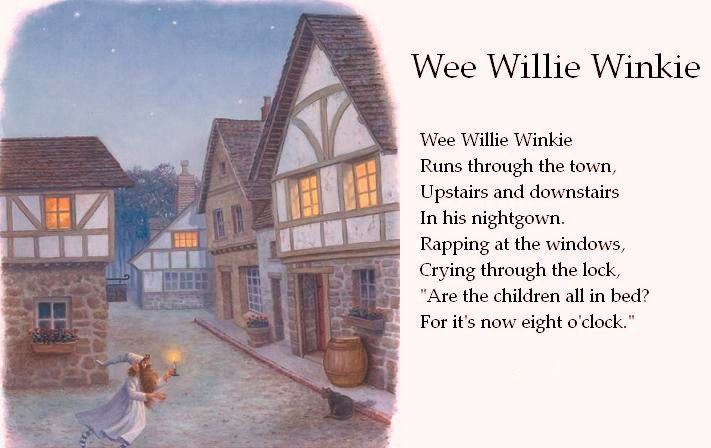 Wee Willie Winkie
Wee Willie Winkie
Runs through the town,
Upstairs and downstairs
In his nightgown.
Rapping at the windows,
Crying through the lock,
"Are the children all in bed?
For it's now eight o'clock."